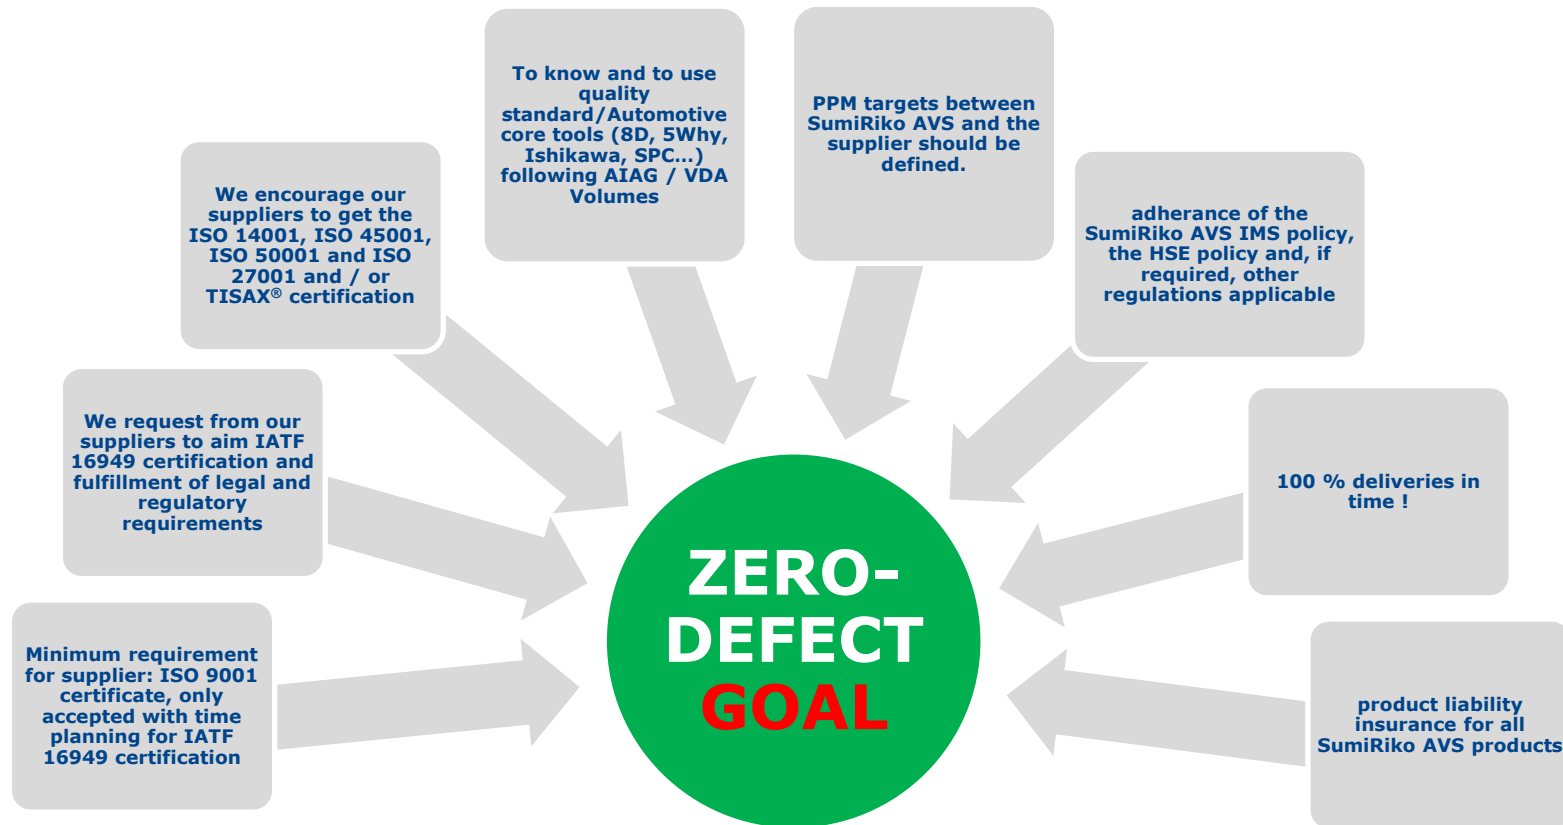 To know and to use
quality
standard/Automotive
core tools (8D, 5Why,
Ishikawa, SPC...)
following AIAG / VDA
Volumes
PPM targets between
SumiRiko AVS and the
supplier should be
defined.
We encourage our
suppliers to get the
ISO 14001, ISO 45001,
ISO 50001 and ISO
27001 and / or
TISAX® certification
adherance of the
SumiRiko AVS IMS policy,
the HSE policy and, if
required, other
regulations applicable
We request from our
suppliers to aim IATF
16949 certification and
fulfillment of legal and
regulatory
requirements
100 % deliveries in
time !
Minimum requirement
for supplier: ISO 9001
certificate, only
accepted with time
planning for IATF
16949 certification
ZERO-
DEFECT
GOAL
product liability
insurance for all
SumiRiko AVS products